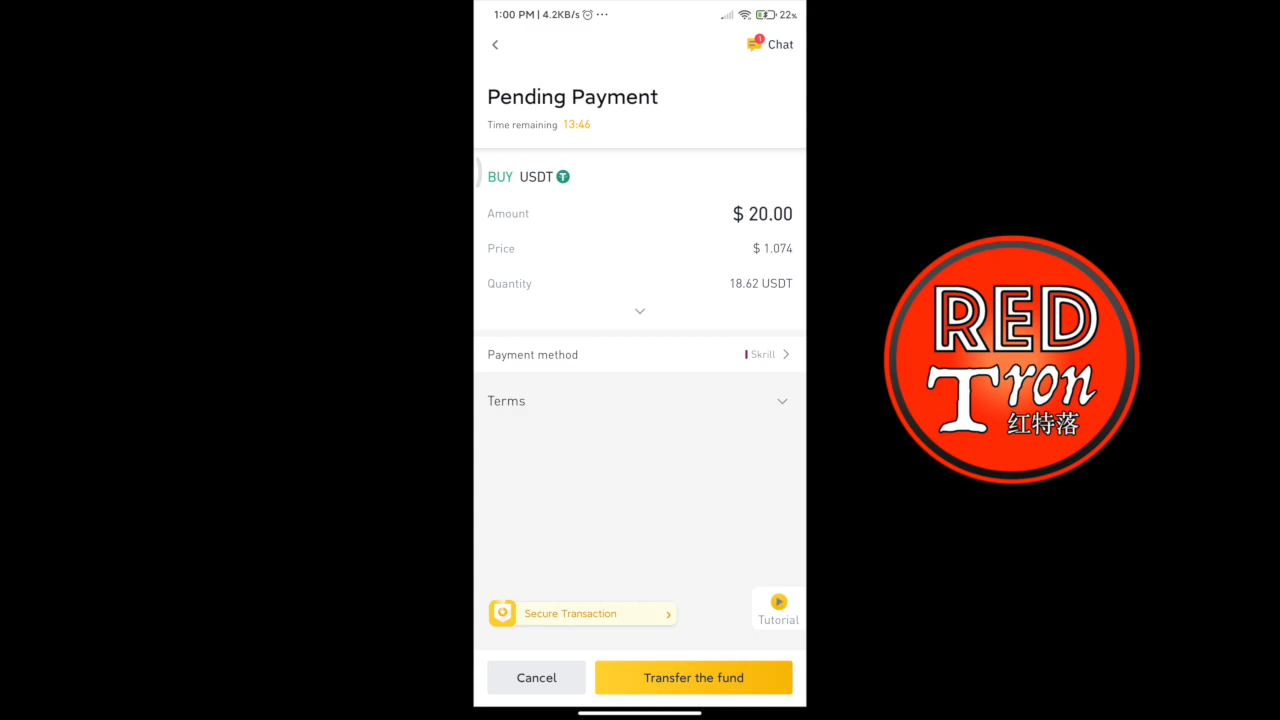 1:00 PM | 4.2KB/s ...
22%
1
Chat
Pending Payment
Time remaining 13:46
BUY USDT T
Amount $ 20.00
Price $ 1.074
Quantity 18.62 USDT
Payment method Skrill
Terms
Secure Transaction
Tutorial
Cancel
Transfer the fund
RED
Tron
红特落